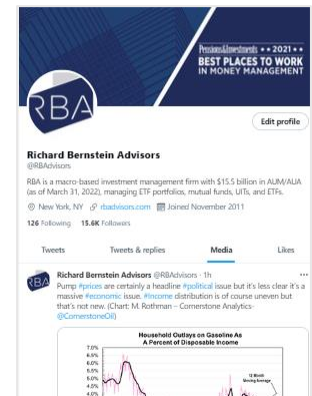 Pensions&Investments •• 2021 ••
BEST PLACES TO WORK
IN MONEY MANAGEMENT
RBA
Edit profile
Richard Bernstein Advisors
@RBAdvisors
RBA is a macro-based investment management firm with $15.5 billion in AUM/AUA
(as of March 31, 2022), managing ETF portfolios, mutual funds, UITs, and ETFs.
New York, NY rbadvisors.com Joined November 2011
126 Following 15.6K Followers
Tweets Tweets & replies Media Likes
RBA
Richard Bernstein Advisors @RBAdvisors · 1h
Pump #prices are certainly a headline #political issue but it's less clear it's a
massive #economic issue. #Income distribution is of course uneven but
that's not new. (Chart: M. Rothman - Cornerstone Analytics-
@CornerstoneOil)
Household Outlays on Gasoline As
A Percent of Disposable Income
7.0%
6.5%
6.0%
5.5%
5.0%
4.5%
4.0%
12 Month
Moving Average